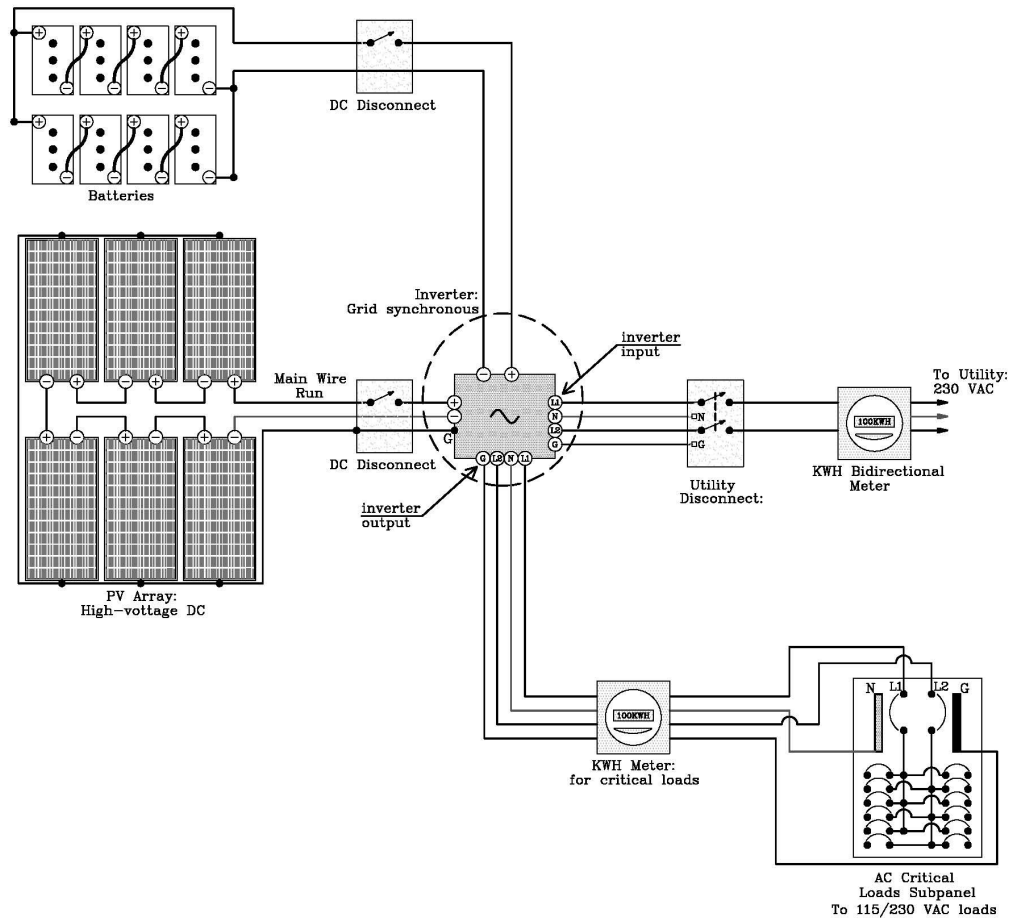 DC Disconnect
Batteries
Inverter:
Grid synchronous
inverter
input
Main Wire
Run
To Utility:
230 VAC
+
−
L1
N
L2
G
G
G L2 N L1
N
G
100KWH
DC Disconnect
KWH Bidirectional
Meter
Utility
Disconnect:
inverter
output
PV Array:
High-vottage DC
N L1 L2 G
100KWH
KWH Meter:
for critical loads
AC Critical
Loads Subpanel
To 115/230 VAC loads